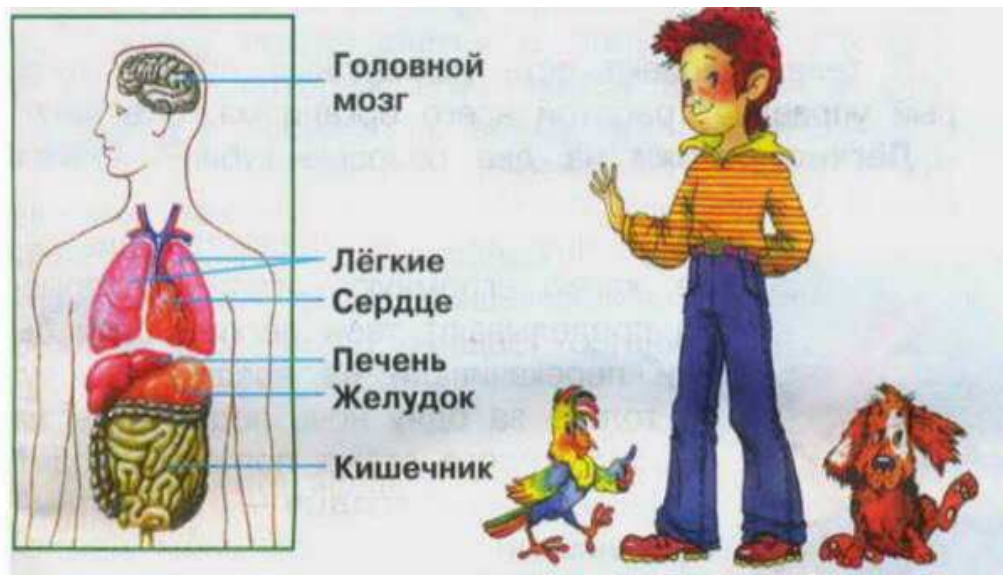 Головной
мозг
Лёгкие
Сердце
Печень
Желудок
Кишечник